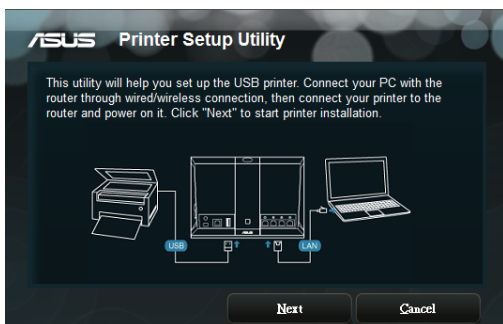 ASUS Printer Setup Utility
This utility will help you set up the USB printer. Connect your PC with the
router through wired/wireless connection, then connect your printer to the
router and power on it. Click "Next" to start printer installation.
ASUS
USB LAN
Next Cancel